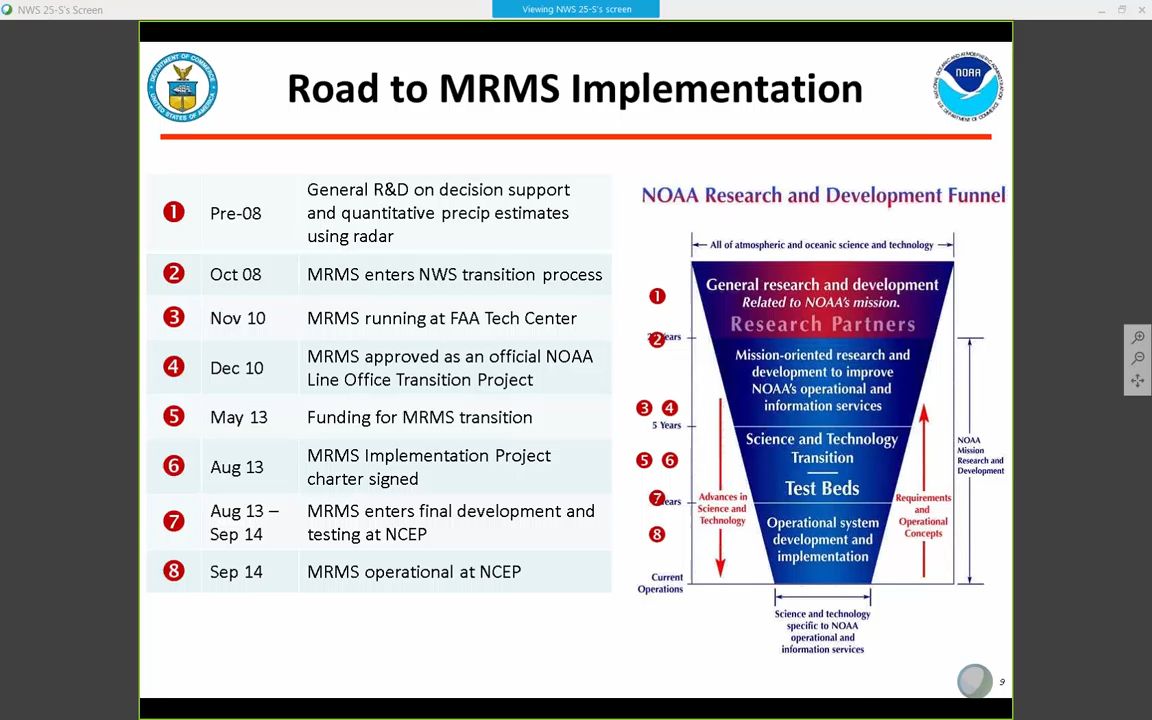 NWS 25-S's Screen
Viewing NWS 25-S's screen
Road to MRMS Implementation
NOAA
1 Pre-08 General R&D on decision support
and quantitative precip estimates
using radar
2 Oct 08 MRMS enters NWS transition process
3 Nov 10 MRMS running at FAA Tech Center
4 Dec 10 MRMS approved as an official NOAA
Line Office Transition Project
5 May 13 Funding for MRMS transition
6 Aug 13 MRMS Implementation Project
charter signed
7 Aug 13 – MRMS enters final development and
Sep 14 testing at NCEP
8 Sep 14 MRMS operational at NCEP
NOAA Research and Development Funnel
All of atmospheric and oceanic science and technology
General research and development
Related to NOAA's mission.
Research Partners
1
2
Mission-oriented research and
development to improve
NOAA's operational and
information services
3 4
5 Years
Science and Technology
Transition
Test Beds
5 6
7
8
Operational system
development and
implementation
Advances in
Science and
Technology
Requirements
and
Operational
Concepts
NOAA
Mission
Research and
Development
Current
Operations
Science and technology
specific to NOAA
operational and
information services
9